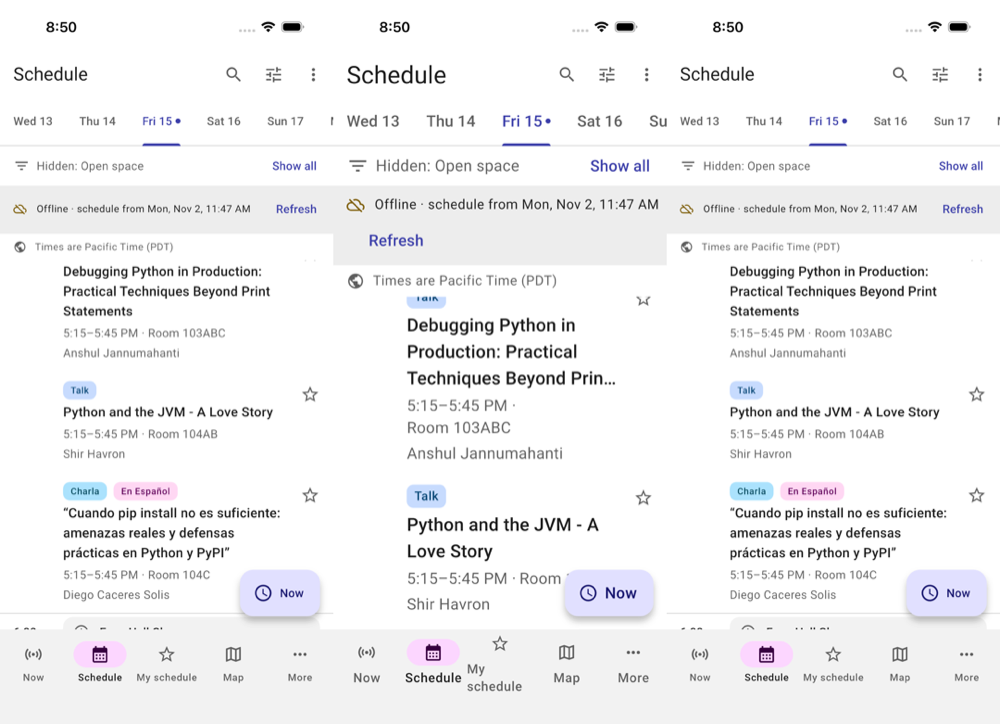 8:50
Schedule
Wed 13 Thu 14 Fri 15 • Sat 16 Sun 17
Hidden: Open space Show all
Offline · schedule from Mon, Nov 2, 11:47 AM Refresh
Times are Pacific Time (PDT)
Debugging Python in Production:
Practical Techniques Beyond Print
Statements
5:15–5:45 PM · Room 103ABC
Anshul Jannumahanti
Talk
Python and the JVM - A Love Story
5:15–5:45 PM · Room 104AB
Shir Havron
Charla En Español
“Cuando pip install no es suficiente:
amenazas reales y defensas
prácticas en Python y PyPI”
5:15–5:45 PM · Room 104C
Diego Caceres Solis
Now
Now Schedule My schedule Map More
8:50
Schedule
Wed 13 Thu 14 Fri 15 • Sat 16 Su
Hidden: Open space Show all
Offline · schedule from Mon, Nov 2, 11:47 AM
Refresh
Times are Pacific Time (PDT)
Talk
Debugging Python in
Production: Practical
Techniques Beyond Prin…
5:15–5:45 PM ·
Room 103ABC
Anshul Jannumahanti
Talk
Python and the JVM - A
Love Story
5:15–5:45 PM · Room
Shir Havron
Now
Now Schedule My schedule Map More
8:50
Schedule
Wed 13 Thu 14 Fri 15 • Sat 16 Sun 17
Hidden: Open space Show all
Offline · schedule from Mon, Nov 2, 11:47 AM Refresh
Times are Pacific Time (PDT)
Debugging Python in Production:
Practical Techniques Beyond Print
Statements
5:15–5:45 PM · Room 103ABC
Anshul Jannumahanti
Talk
Python and the JVM - A Love Story
5:15–5:45 PM · Room 104AB
Shir Havron
Charla En Español
“Cuando pip install no es suficiente:
amenazas reales y defensas
prácticas en Python y PyPI”
5:15–5:45 PM · Room 104C
Diego Caceres Solis
Now
Now Schedule My schedule Map More